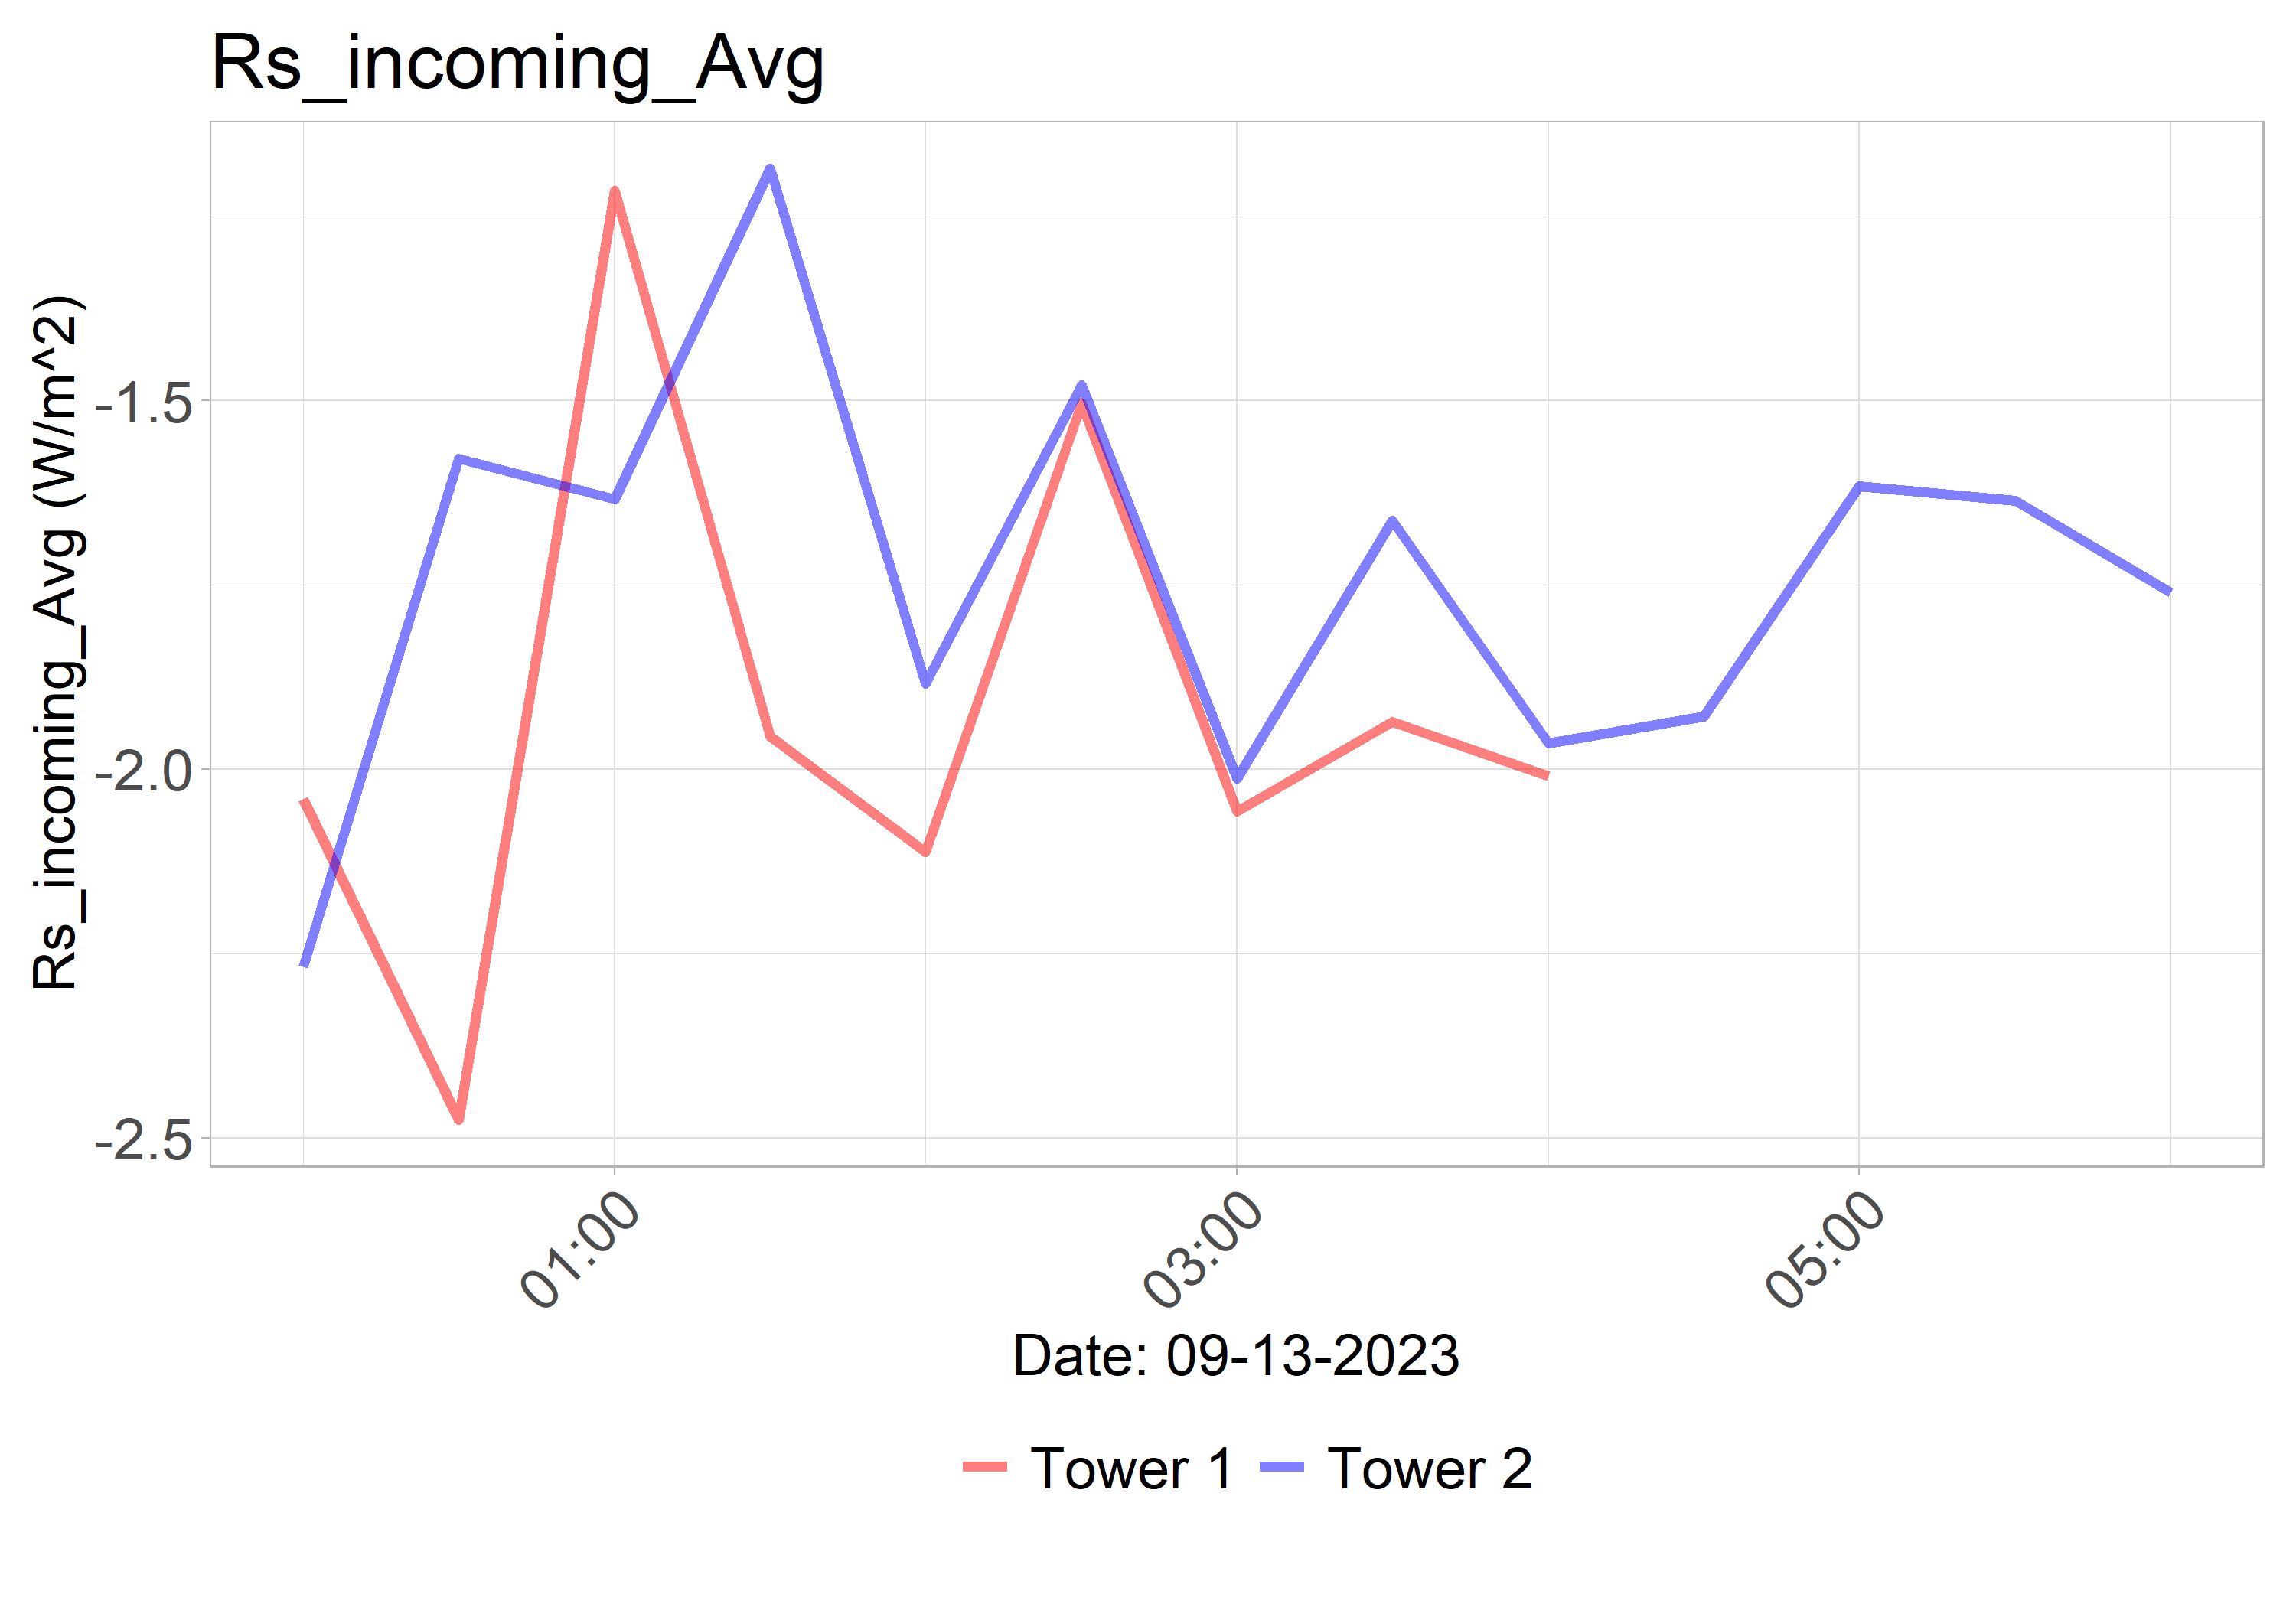 Rs_incoming_Avg
Rs_incoming_Avg (W/m^2)
-1.5
-2.0
-2.5
01:00
03:00
05:00
Date: 09-13-2023
Tower 1
Tower 2